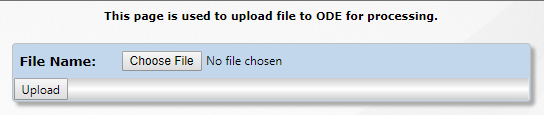 This page is used to upload file to ODE for processing.
File Name: Choose File No file chosen
Upload